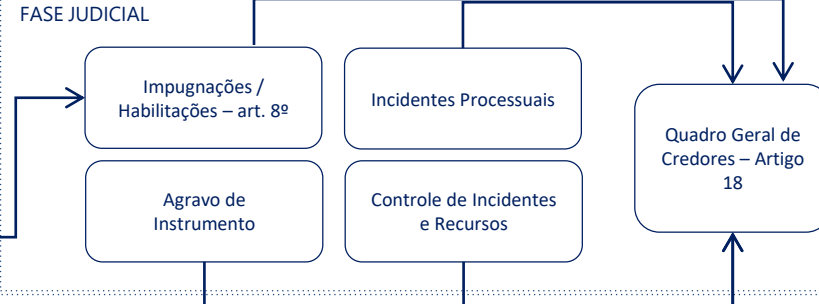 FASE JUDICIAL
Impugnações /
Habilitações – art. 8º
Incidentes Processuais
Quadro Geral de
Credores – Artigo
18
Agravo de
Instrumento
Controle de Incidentes
e Recursos